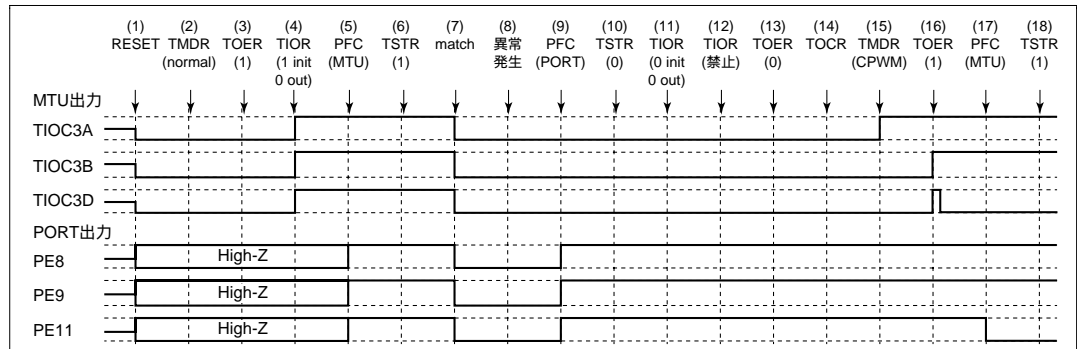 (1) (2) (3) (4) (5) (6) (7) (8) (9) (10) (11) (12) (13) (14) (15) (16) (17) (18)
RESET TMDR TOER TIOR PFC TSTR match 異常 PFC TSTR TIOR TIOR TOER TOCR TMDR TOER PFC TSTR
(normal) (1) (1 init (MTU) (1) 発生 (PORT) (0) (0 init (禁止) (0) (CPWM) (1) (MTU) (1)
0 out) 0 out)
MTU出力
TIOC3A
TIOC3B
TIOC3D
PORT出力
PE8 High-Z
PE9 High-Z
PE11 High-Z